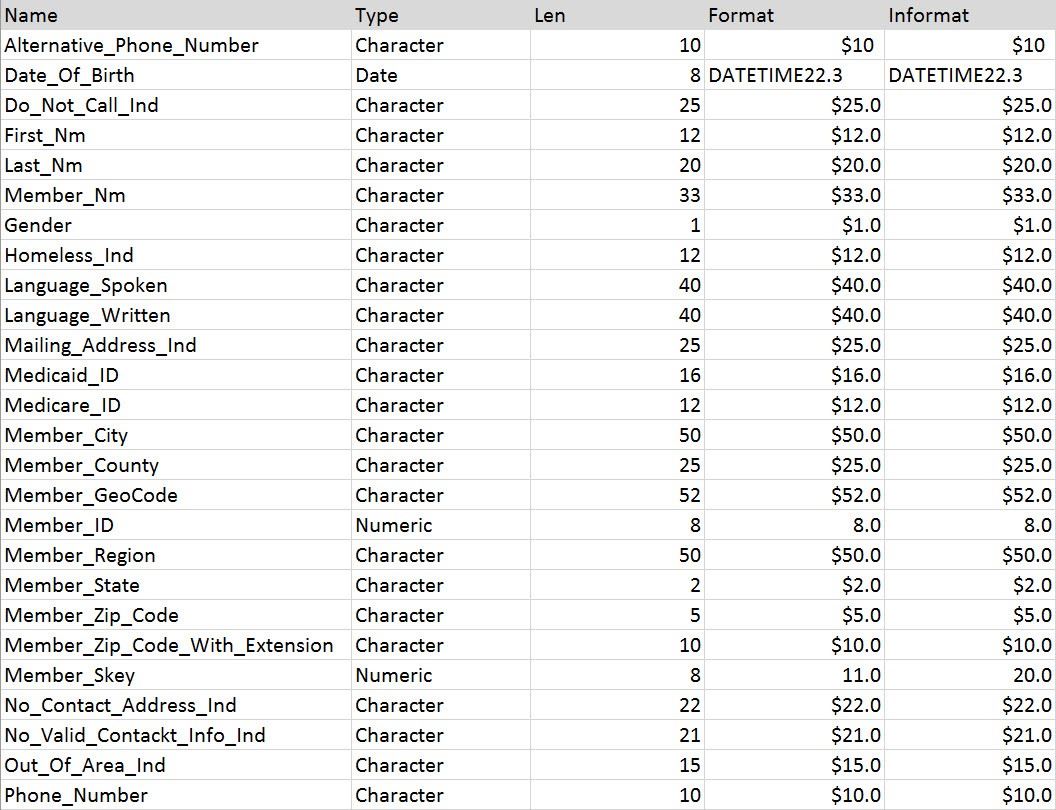 Name Type Len Format Informat
Alternative_Phone_Number Character 10 $10 $10
Date_Of_Birth Date 8 DATETIME22.3 DATETIME22.3
Do_Not_Call_Ind Character 25 $25.0 $25.0
First_Nm Character 12 $12.0 $12.0
Last_Nm Character 20 $20.0 $20.0
Member_Nm Character 33 $33.0 $33.0
Gender Character 1 $1.0 $1.0
Homeless_Ind Character 12 $12.0 $12.0
Language_Spoken Character 40 $40.0 $40.0
Language_Written Character 40 $40.0 $40.0
Mailing_Address_Ind Character 25 $25.0 $25.0
Medicaid_ID Character 16 $16.0 $16.0
Medicare_ID Character 12 $12.0 $12.0
Member_City Character 50 $50.0 $50.0
Member_County Character 25 $25.0 $25.0
Member_GeoCode Character 52 $52.0 $52.0
Member_ID Numeric 8 8.0 8.0
Member_Region Character 50 $50.0 $50.0
Member_State Character 2 $2.0 $2.0
Member_Zip_Code Character 5 $5.0 $5.0
Member_Zip_Code_With_Extension Character 10 $10.0 $10.0
Member_Skey Numeric 8 11.0 20.0
No_Contact_Address_Ind Character 22 $22.0 $22.0
No_Valid_Contackt_Info_Ind Character 21 $21.0 $21.0
Out_Of_Area_Ind Character 15 $15.0 $15.0
Phone_Number Character 10 $10.0 $10.0